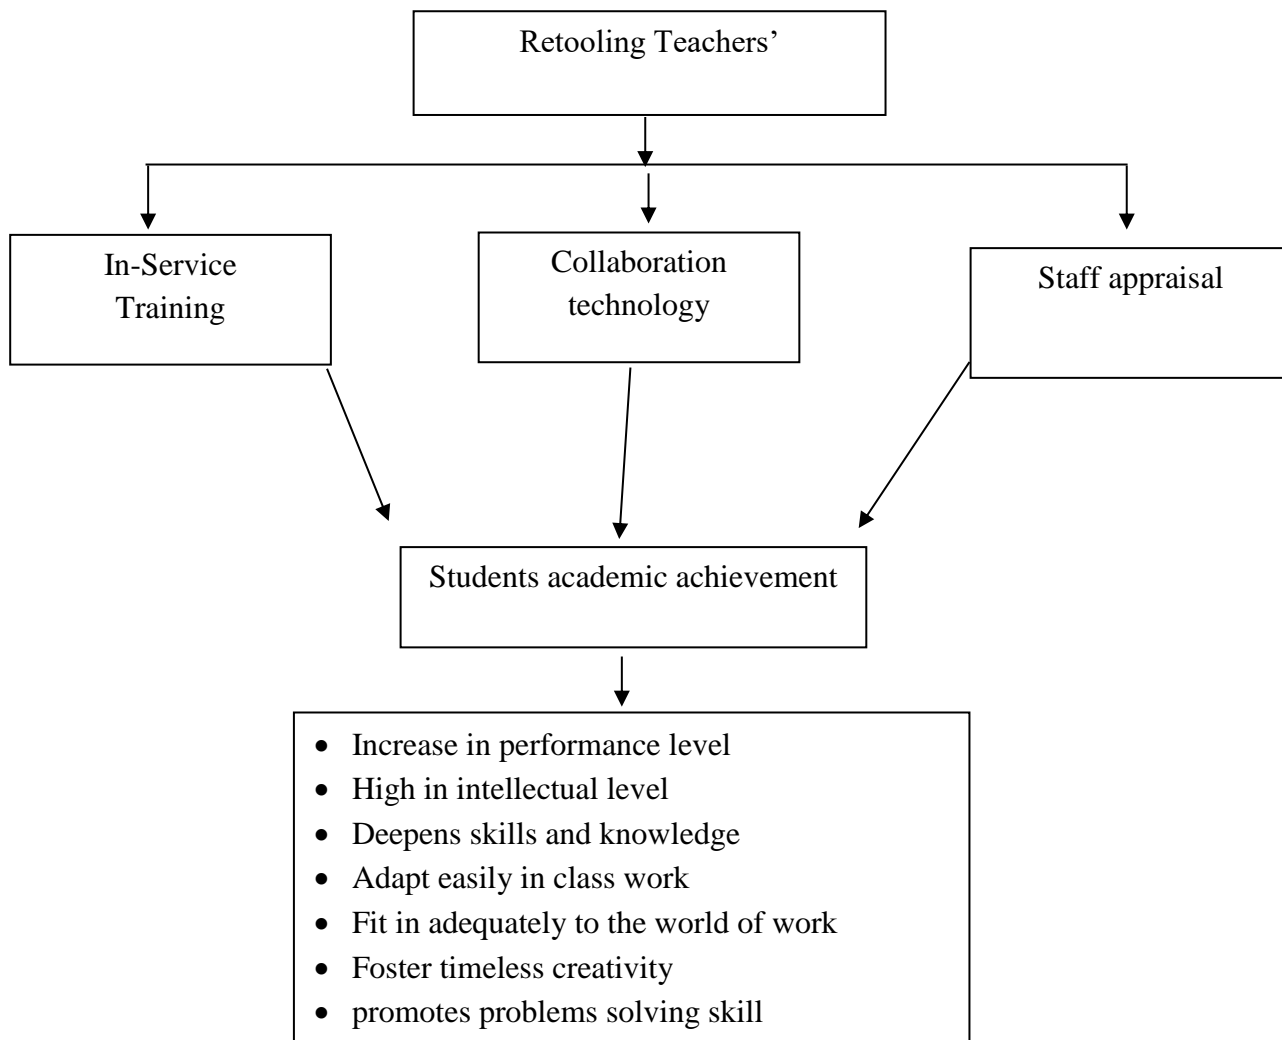 Retooling Teachers’
In-Service
Training
Collaboration
technology
Staff appraisal
Students academic achievement
• Increase in performance level
• High in intellectual level
• Deepens skills and knowledge
• Adapt easily in class work
• Fit in adequately to the world of work
• Foster timeless creativity
• promotes problems solving skill